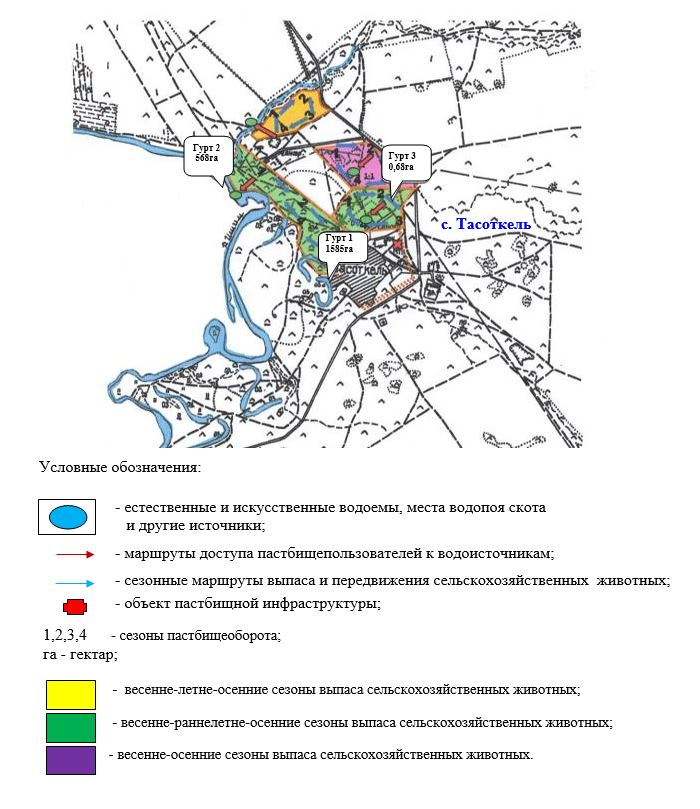 Гурт 2
568га
Гурт 3
0,68га
с. Тасоткель
Гурт 1
1585га
Тасоткель
Условные обозначения:
- естественные и искусственные водоемы, места водопоя скота
и другие источники;
- маршруты доступа пастбищепользователей к водоисточникам;
- сезонные маршруты выпаса и передвижения сельскохозяйственных животных;
- объект пастбищной инфраструктуры;
1,2,3,4 - сезоны пастбищеоборота;
га - гектар;
- весенне-летне-осенние сезоны выпаса сельскохозяйственных животных;
- весенне-раннелетне-осенние сезоны выпаса сельскохозяйственных животных;
- весенне-осенние сезоны выпаса сельскохозяйственных животных.